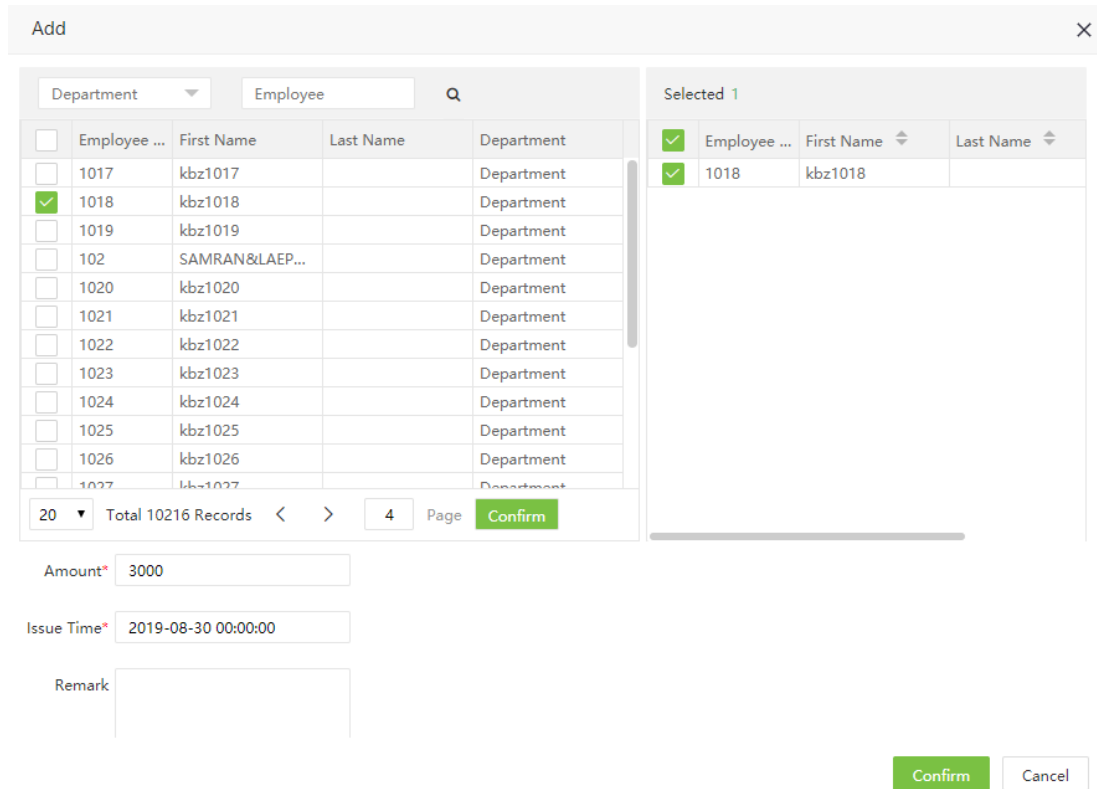 Add
Department Employee
Employee ... First Name Last Name Department
1017 kbz1017 Department
1018 kbz1018 Department
1019 kbz1019 Department
102 SAMRAN&LAEP... Department
1020 kbz1020 Department
1021 kbz1021 Department
1022 kbz1022 Department
1023 kbz1023 Department
1024 kbz1024 Department
1025 kbz1025 Department
1026 kbz1026 Department
1027 kbz1027 Department
20 Total 10216 Records < > 4 Page Confirm
Selected 1
Employee ... First Name Last Name
1018 kbz1018
Amount* 3000
Issue Time* 2019-08-30 00:00:00
Remark
Confirm Cancel